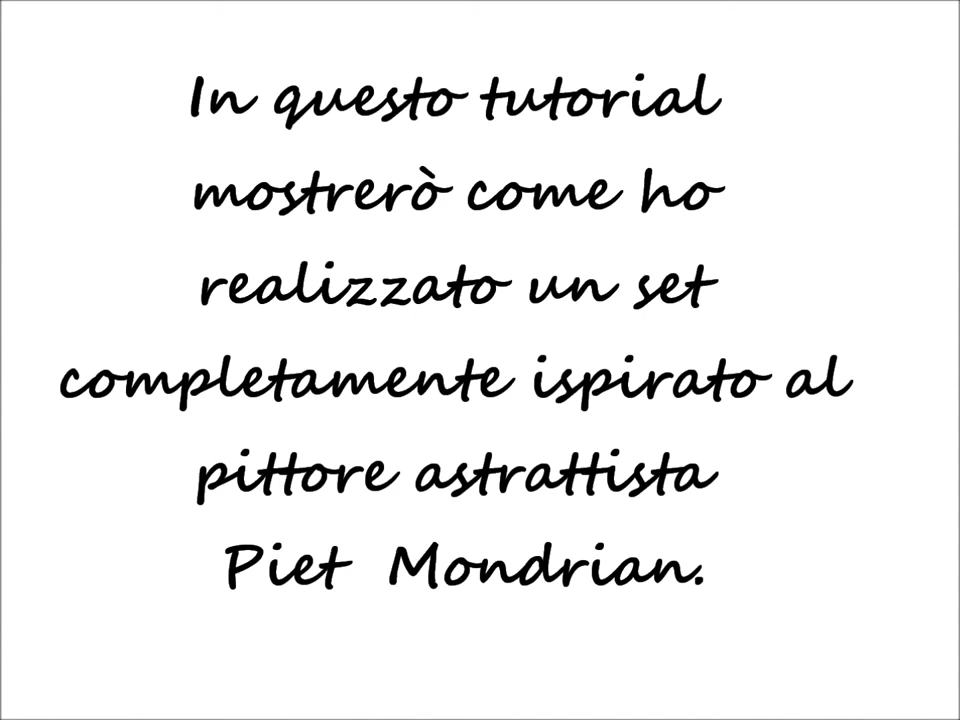 In questo tutorial
mostrerò come ho
realizzato un set
completamente ispirato al
pittore astrattista
Piet Mondrian.